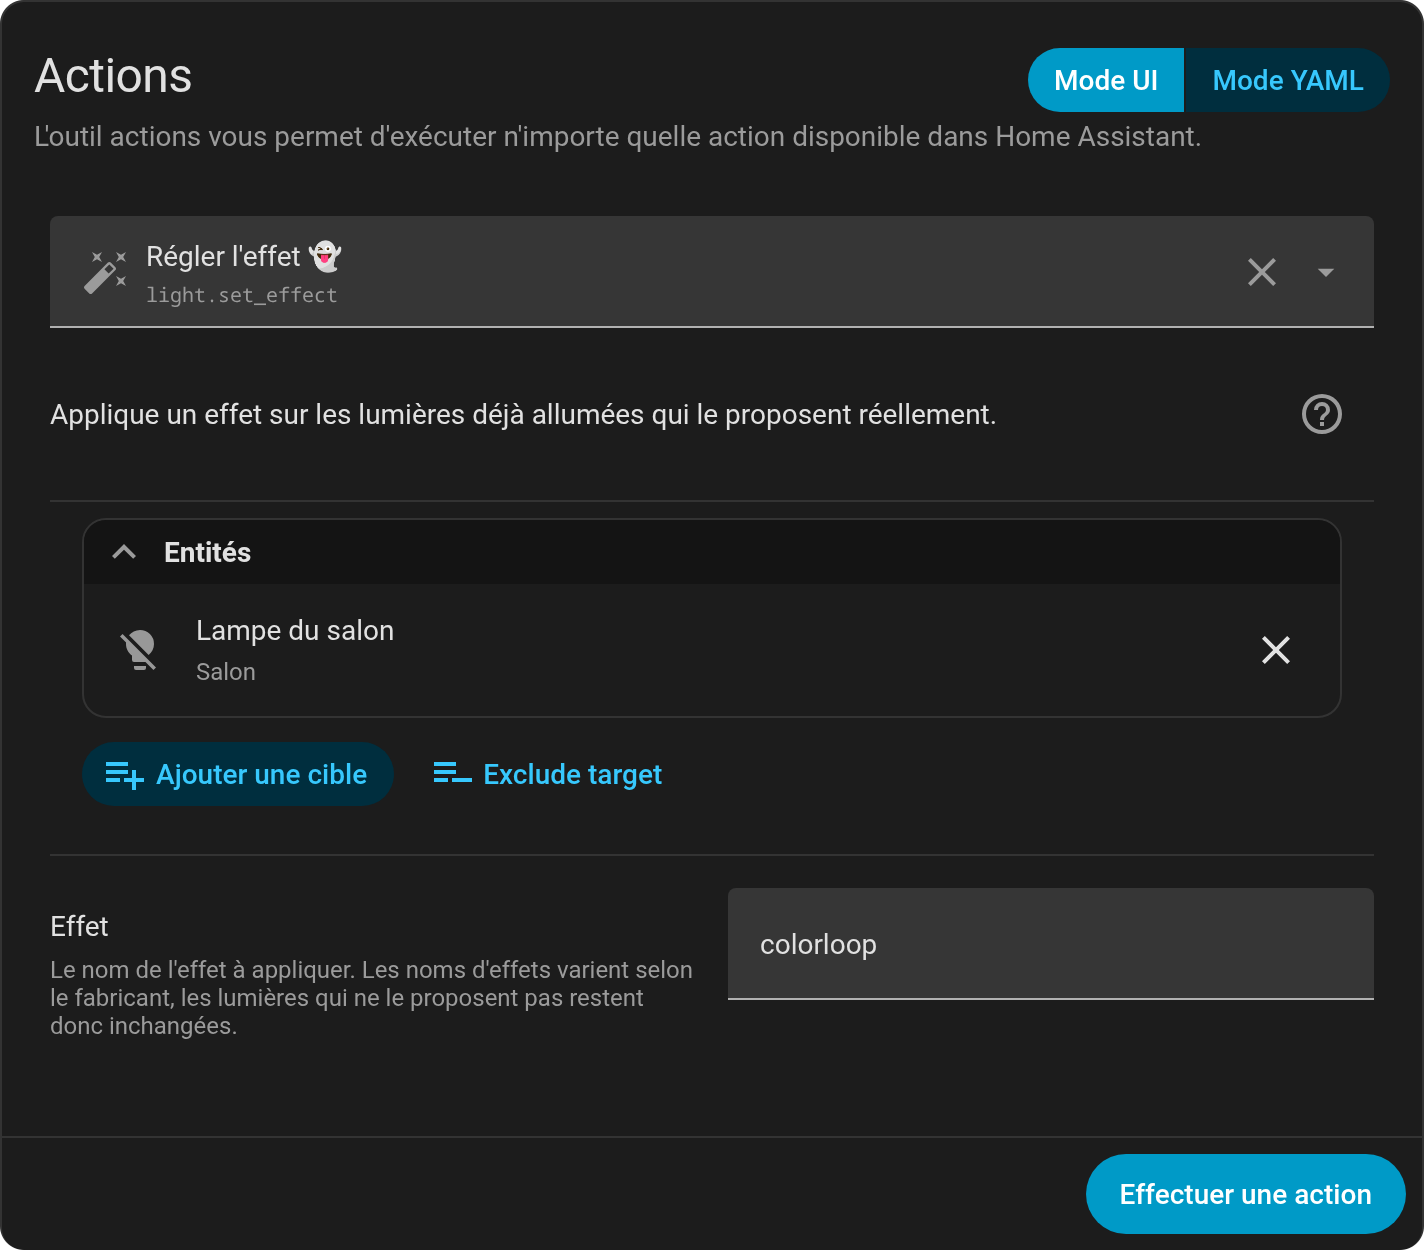 Actions
Mode UI
Mode YAML
L'outil actions vous permet d'exécuter n'importe quelle action disponible dans Home Assistant.
Régler l'effet 👻
light.set_effect
Applique un effet sur les lumières déjà allumées qui le proposent réellement.
Entités
Lampe du salon
Salon
Ajouter une cible
Exclude target
Effet
Le nom de l'effet à appliquer. Les noms d'effets varient selon
le fabricant, les lumières qui ne le proposent pas restent
donc inchangées.
colorloop
Effectuer une action